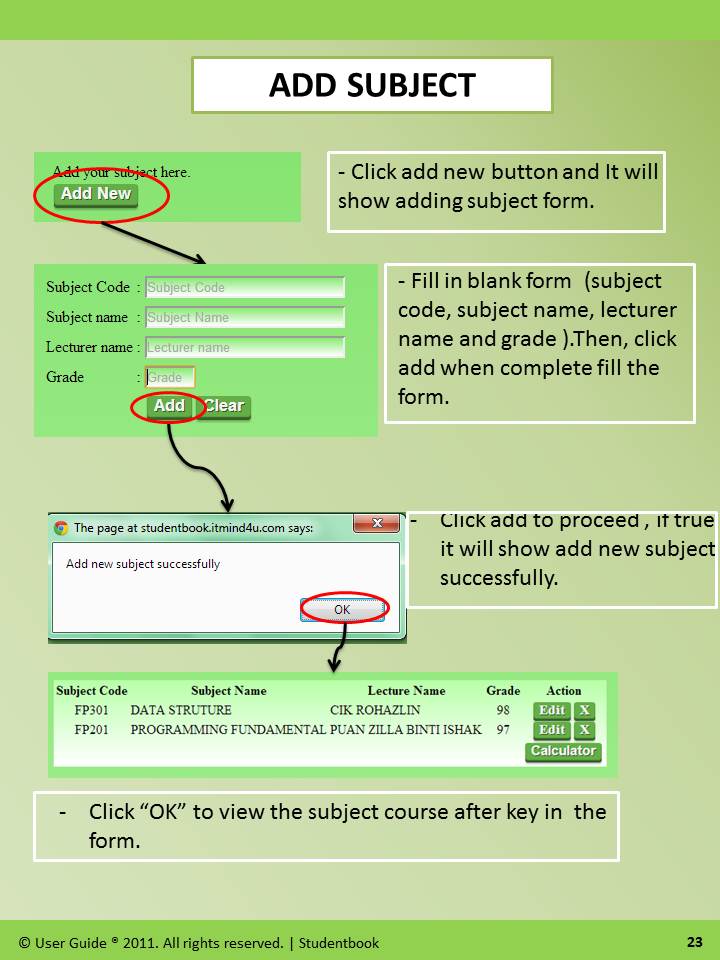 ADD SUBJECT
Add your subject here.
Add New
- Click add new button and It will
show adding subject form.
Subject Code : Subject Code
Subject name : Subject Name
Lecturer name : Lecturer name
Grade : Grade
Add Clear
- Fill in blank form (subject
code, subject name, lecturer
name and grade ).Then, click
add when complete fill the
form.
The page at studentbook.itmind4u.com says:
Add new subject successfully
OK
- Click add to proceed , if true
it will show add new subject
successfully.
Subject Code Subject Name Lecture Name Grade Action
FP301 DATA STRUTURE CIK ROHAZLIN 98 Edit X
FP201 PROGRAMMING FUNDAMENTAL PUAN ZILLA BINTI ISHAK 97 Edit X
Calculator
- Click “OK” to view the subject course after key in the
form.
© User Guide ® 2011. All rights reserved. | Studentbook
23